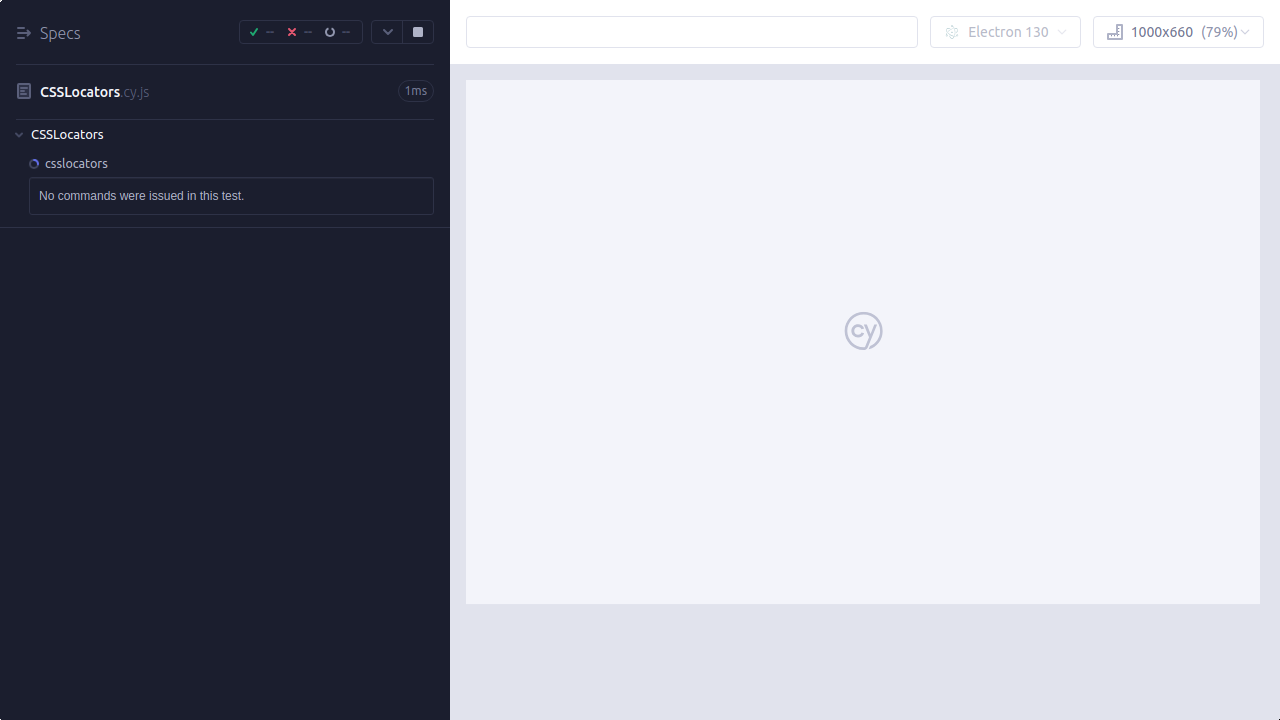 Specs
-- -- --
CSSLocators.cy.js 1ms
CSSLocators
csslocators
No commands were issued in this test.
Electron 130
1000x660 (79%)
cy